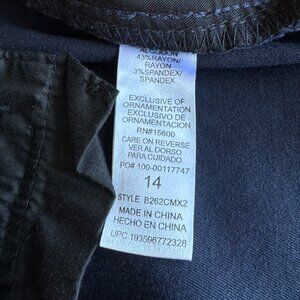 ALGODON
43%RAYON/
RAYON
3%SPANDEX/
SPANDEX
EXCLUSIVE OF
ORNAMENTATION
EXCLUSIVO DE
ORNAMENTACION
RN#15600
CARE ON REVERSE
VER AL DORSO
PARA CUIDADO
PO# 100-00117747
14
STYLE B262CMX2
MADE IN CHINA
HECHO EN CHINA
UPC 193596772328